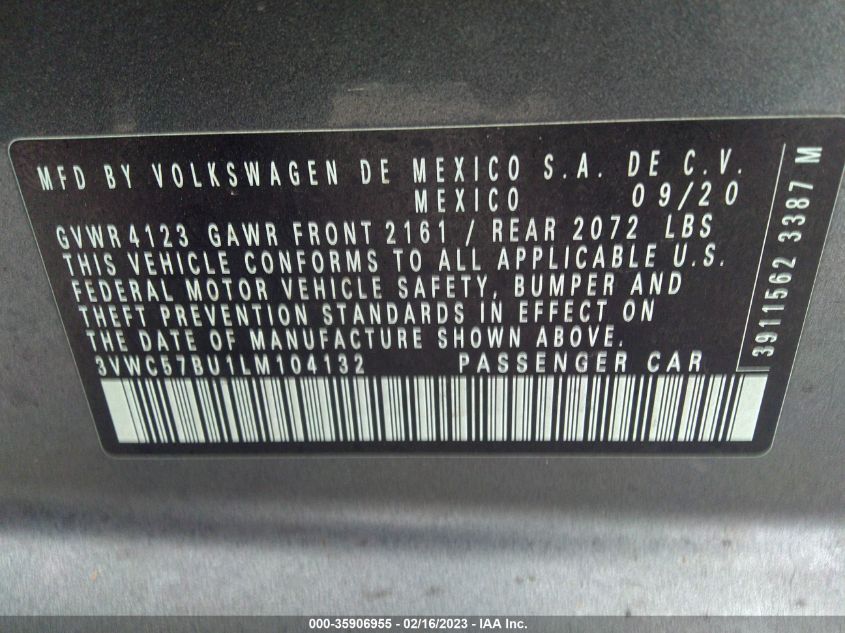 MFD BY VOLKSWAGEN DE MEXICO S.A. DE C.V.
MEXICO 09/20
GVWR 4123 GAWR FRONT 2161 / REAR 2072 LBS
THIS VEHICLE CONFORMS TO ALL APPLICABLE U.S.
FEDERAL MOTOR VEHICLE SAFETY, BUMPER AND
THEFT PREVENTION STANDARDS IN EFFECT ON
THE DATE OF MANUFACTURE SHOWN ABOVE.
3VWC57BU1LM104132 PASSENGER CAR
3911562 3387 M
000-35906955 - 02/16/2023 - IAA Inc.